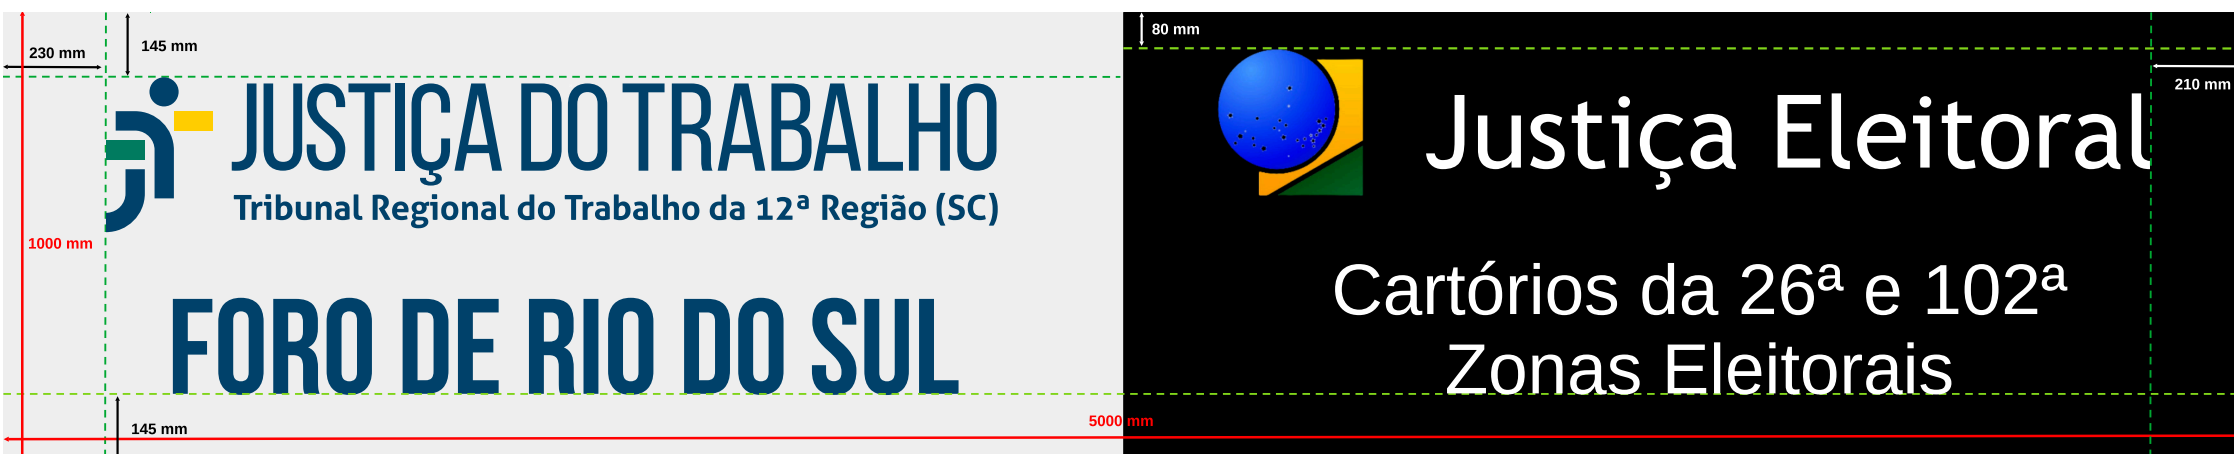 230 mm
145 mm
JUSTIÇA DO TRABALHO
Tribunal Regional do Trabalho da 12ª Região (SC)
1000 mm
FORO DE RIO DO SUL
145 mm
80 mm
210 mm
Justiça Eleitoral
Cartórios da 26ª e 102ª
Zonas Eleitorais
5000 mm